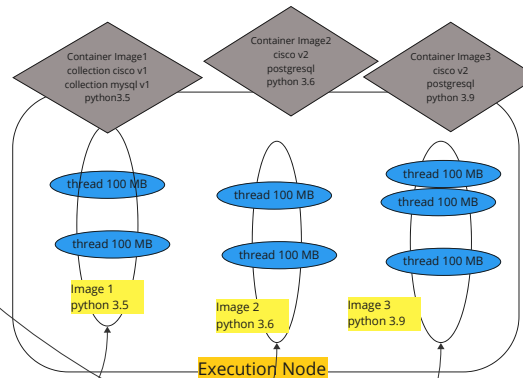 Container Image1
collection cisco v1
collection mysql v1
python3.5
Container Image2
cisco v2
postgresql
python 3.6
Container Image3
cisco v2
postgresql
python 3.9
thread 100 MB
thread 100 MB
Image 1
python 3.5
thread 100 MB
thread 100 MB
Image 2
python 3.6
thread 100 MB
thread 100 MB
thread 100 MB
Image 3
python 3.9
Execution Node